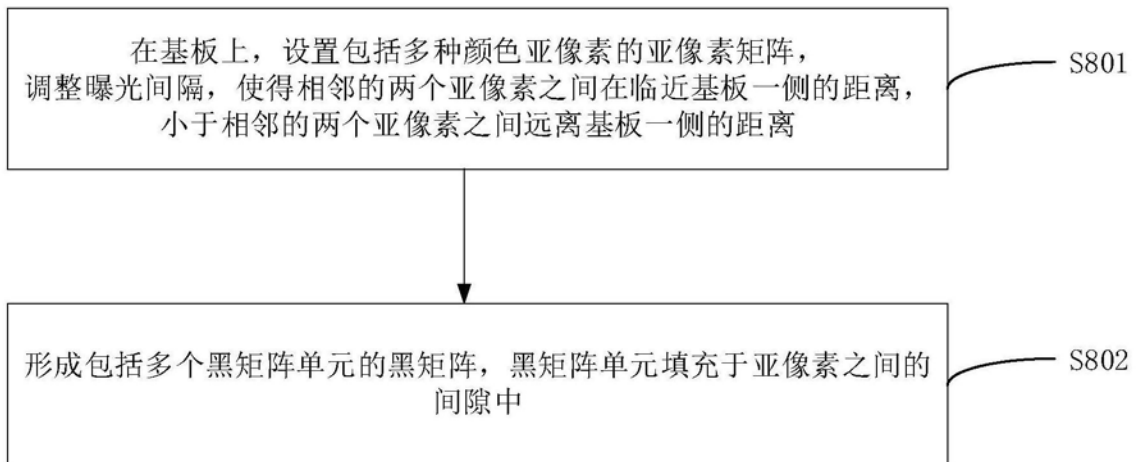 在基板上，设置包括多种颜色亚像素的亚像素矩阵，
调整曝光间隔，使得相邻的两个亚像素之间在临近基板一侧的距离，
小于相邻的两个亚像素之间远离基板一侧的距离
S801
形成包括多个黑矩阵单元的黑矩阵，黑矩阵单元填充于亚像素之间的
间隙中
S802